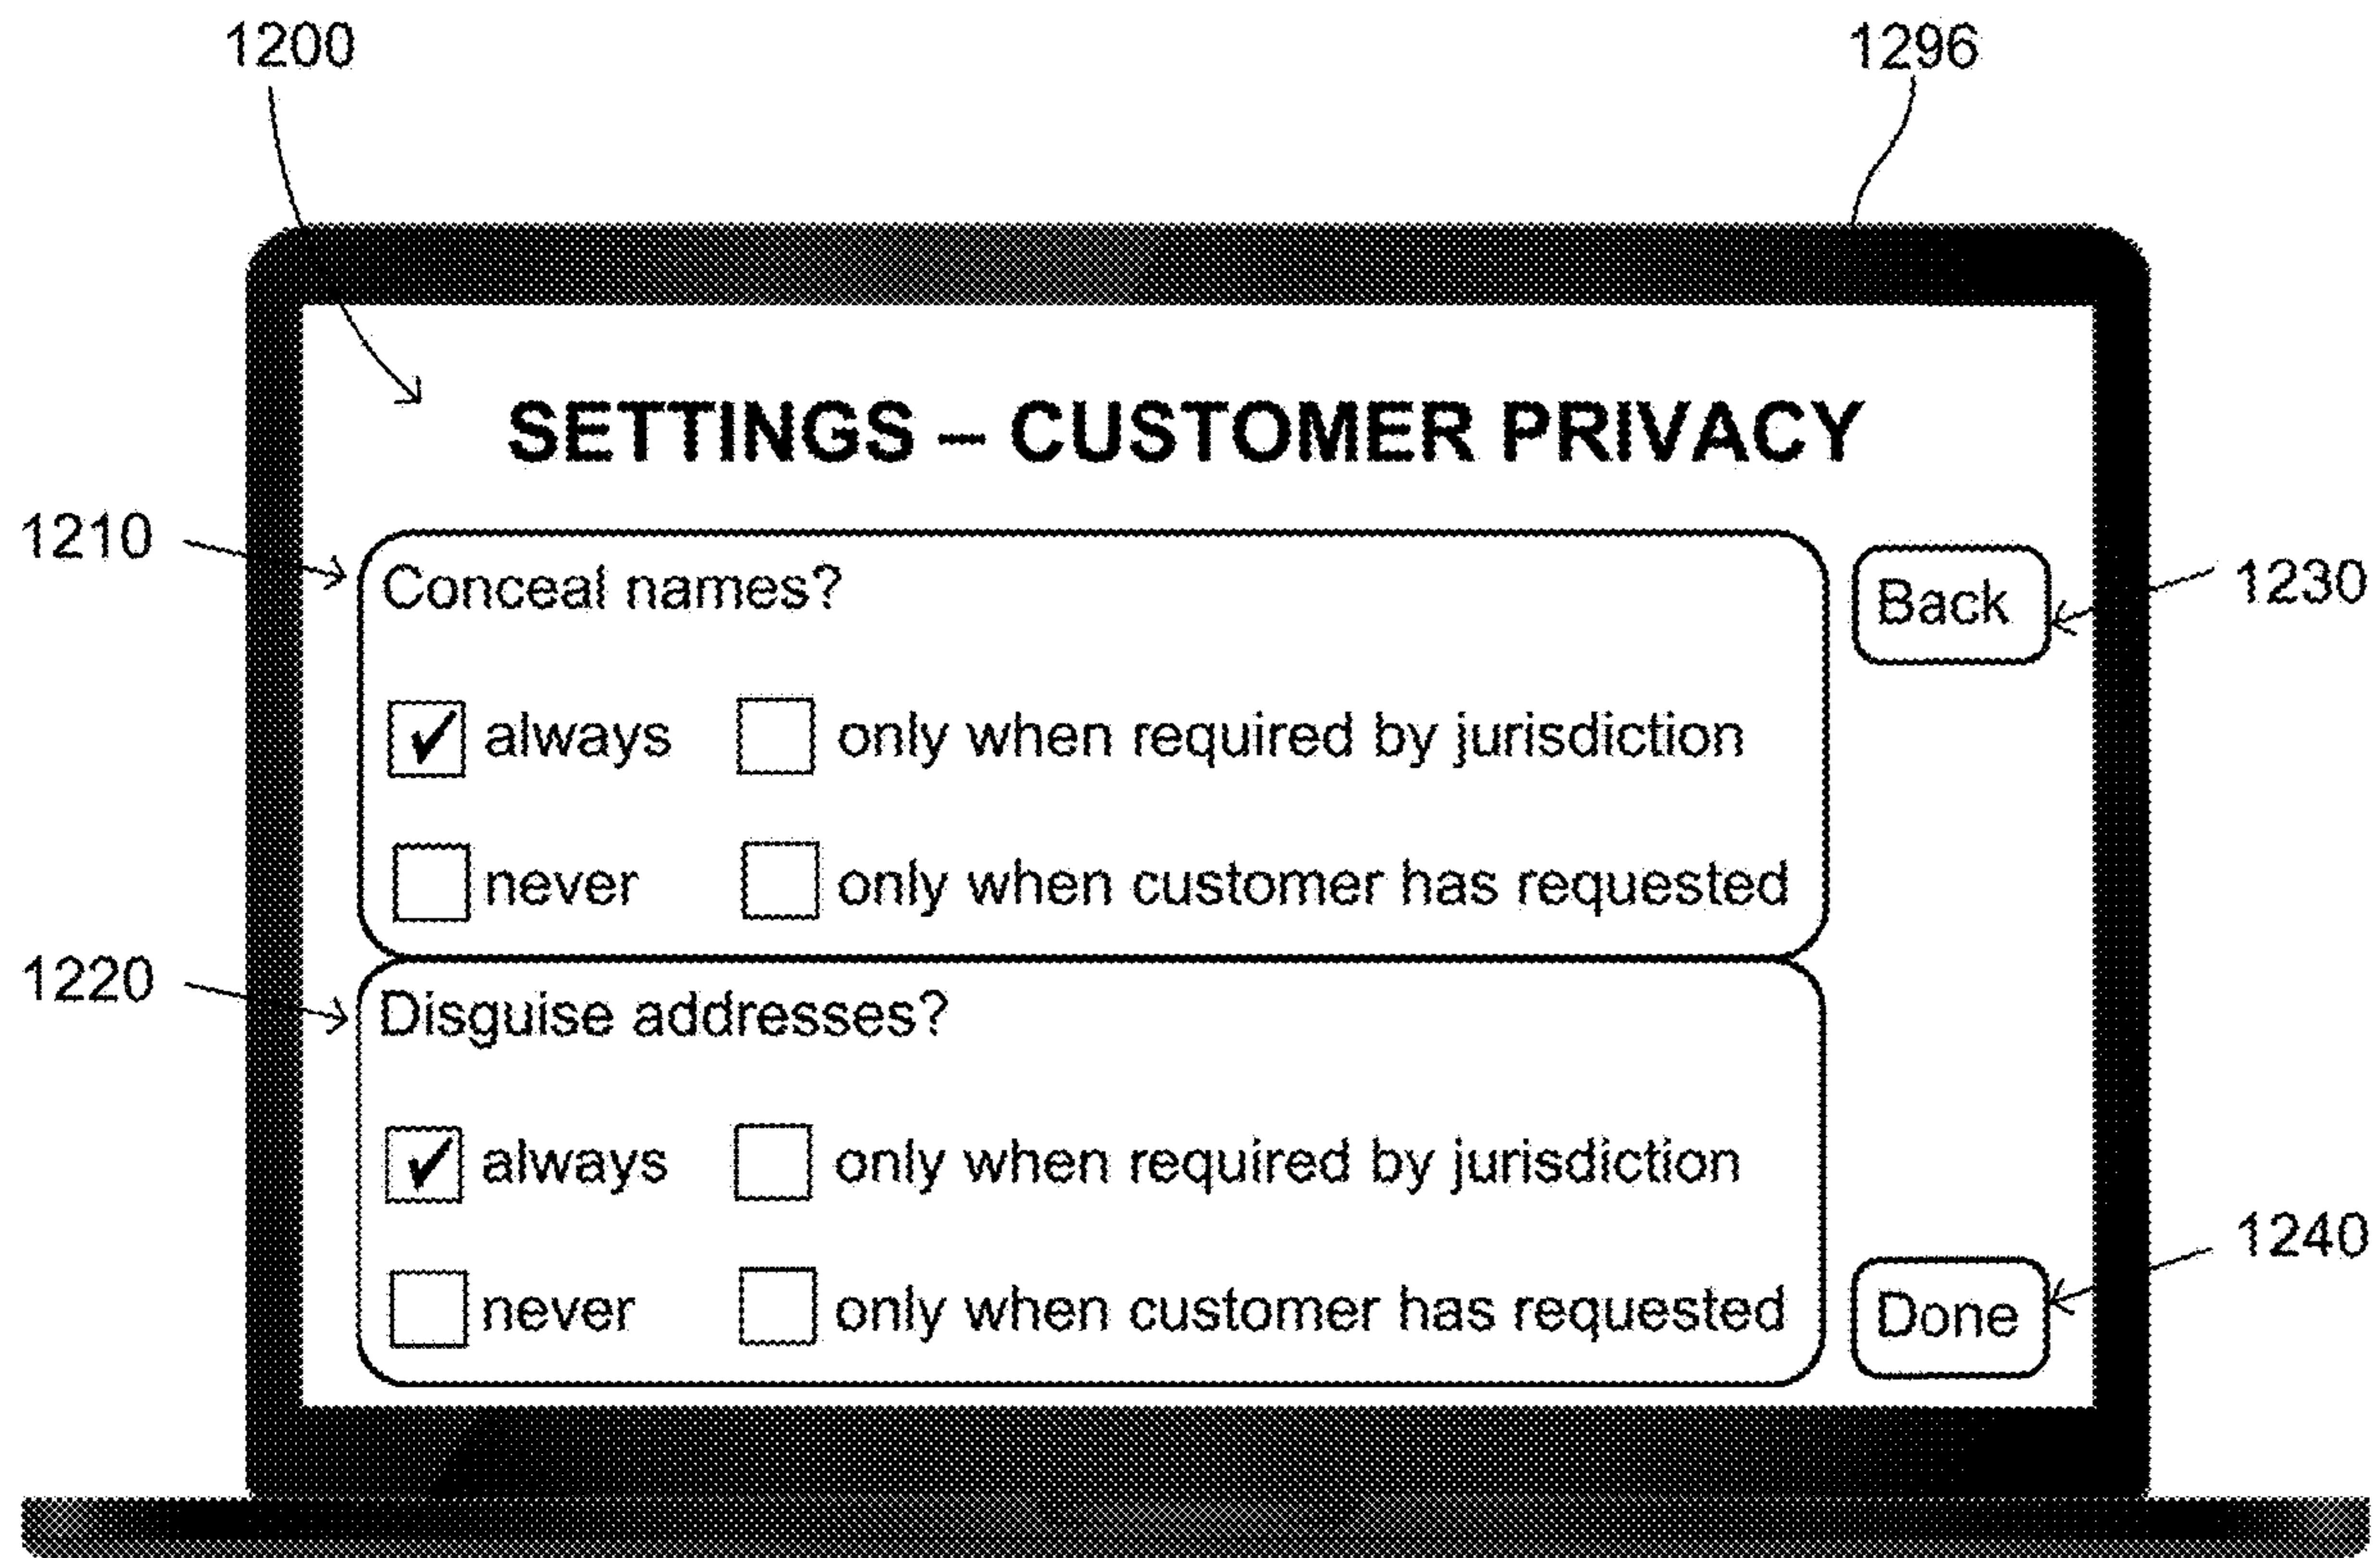 1200 1296
SETTINGS – CUSTOMER PRIVACY
1210
Conceal names?
Back
1230
always only when required by jurisdiction
never only when customer has requested
1220
Disguise addresses?
always only when required by jurisdiction
1240
never only when customer has requested
Done